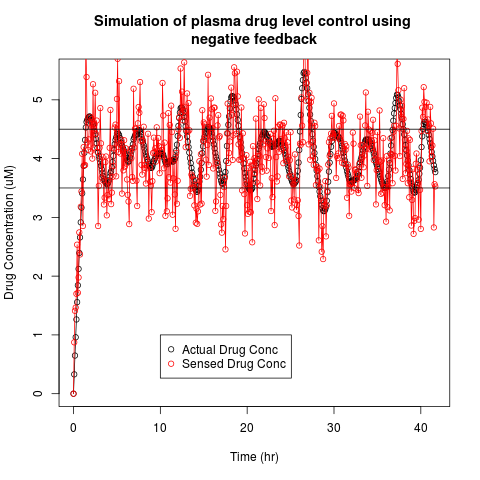 Simulation of plasma drug level control using
negative feedback
Drug Concentration (uM)
5
4
3
2
1
0
Actual Drug Conc
Sensed Drug Conc
0 10 20 30 40
Time (hr)